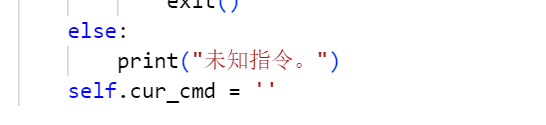 exit()
else:
print("未知指令。")
self.cur_cmd = ''